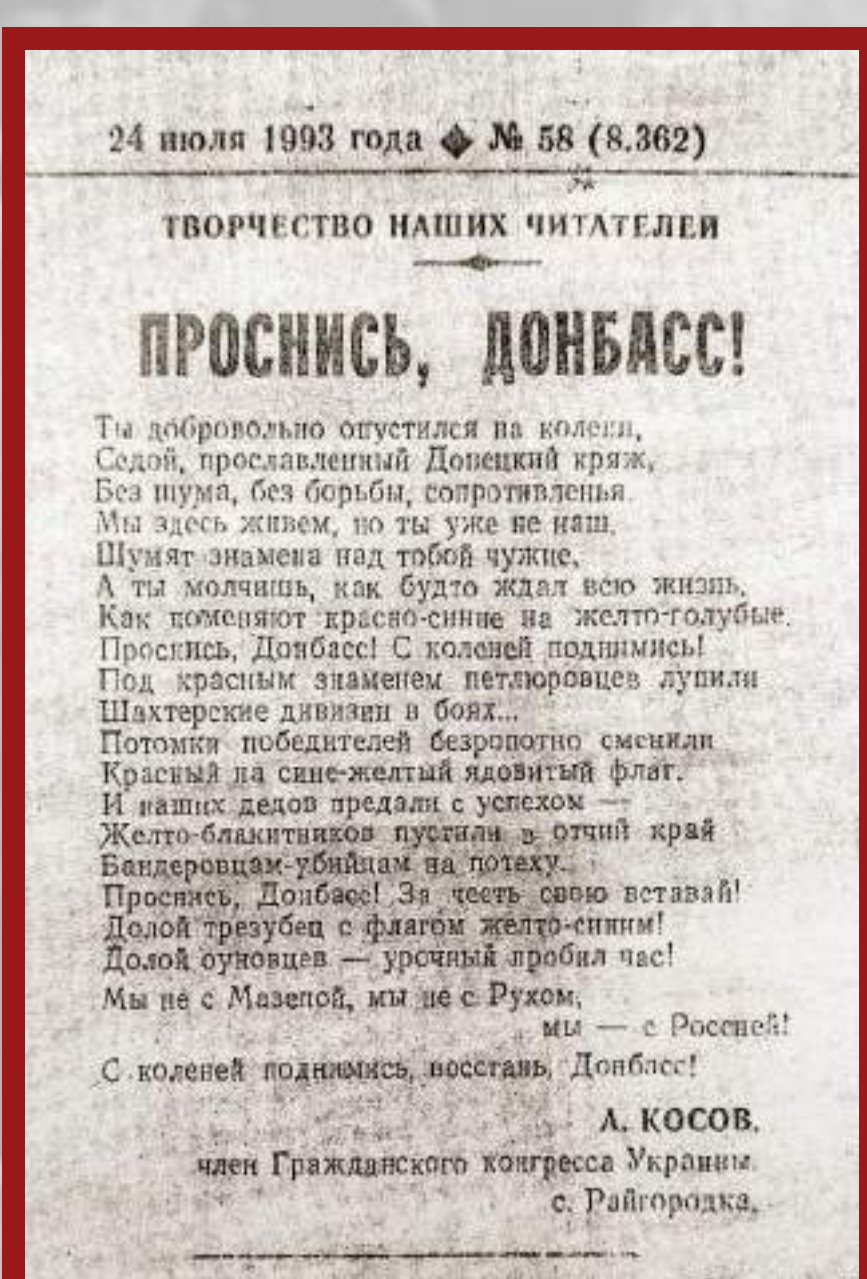 24 июля 1993 года ◆ № 58 (8.362)
ТВОРЧЕСТВО НАШИХ ЧИТАТЕЛЕЙ
ПРОСНИСЬ, ДОНБАСС!
Ты добровольно опустился на колени,
Седой, прославленный Донецкий кряж,
Без шума, без борьбы, сопротивленья.
Мы здесь живем, но ты уже не наш.
Шумят знамена над тобой чужие,
А ты молчишь, как будто ждал всю жизнь,
Как поменяют красно-синие на желто-голубые.
Проснись, Донбасс! С коленей поднимись!
Под красным знаменем петлюровцев лупили
Шахтерские дивизии в боях...
Потомки победителей безропотно сменили
Красный на сине-желтый ядовитый флаг.
И наших дедов предали с успехом —
Желто-блакитников пустили в отчий край
Бандеровцам-убийцам на потеху.
Проснись, Донбасс! За честь свою вставай!
Долой трезубец с флагом желто-синим!
Долой оуновцев — урочный пробил час!
Мы не с Мазепой, мы не с Рухом,
мы — с Россией!
С коленей поднимись, восстань, Донбасс!
А. КОСОВ,
член Гражданского конгресса Украины.
с. Райгородка.